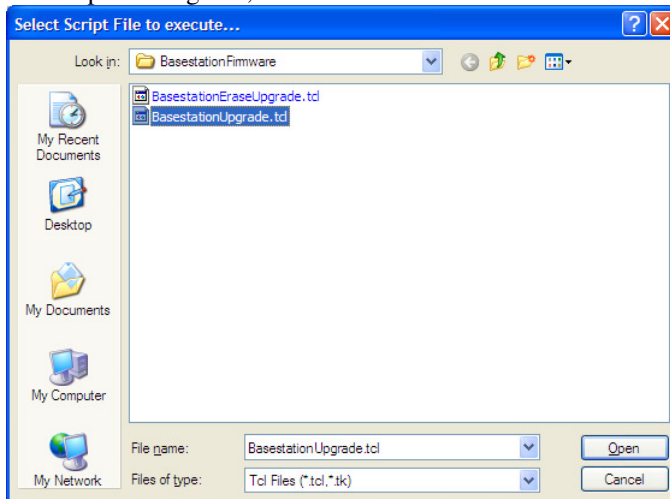 Select Script File to execute...
Look in:
BasestationFirmware
BasestationEraseUpgrade.tcl
BasestationUpgrade.tcl
My Recent
Documents
Desktop
My Documents
My Computer
My Network
File name:
BasestationUpgrade.tcl
Open
Files of type:
Tcl Files (*.tcl,*.tk)
Cancel